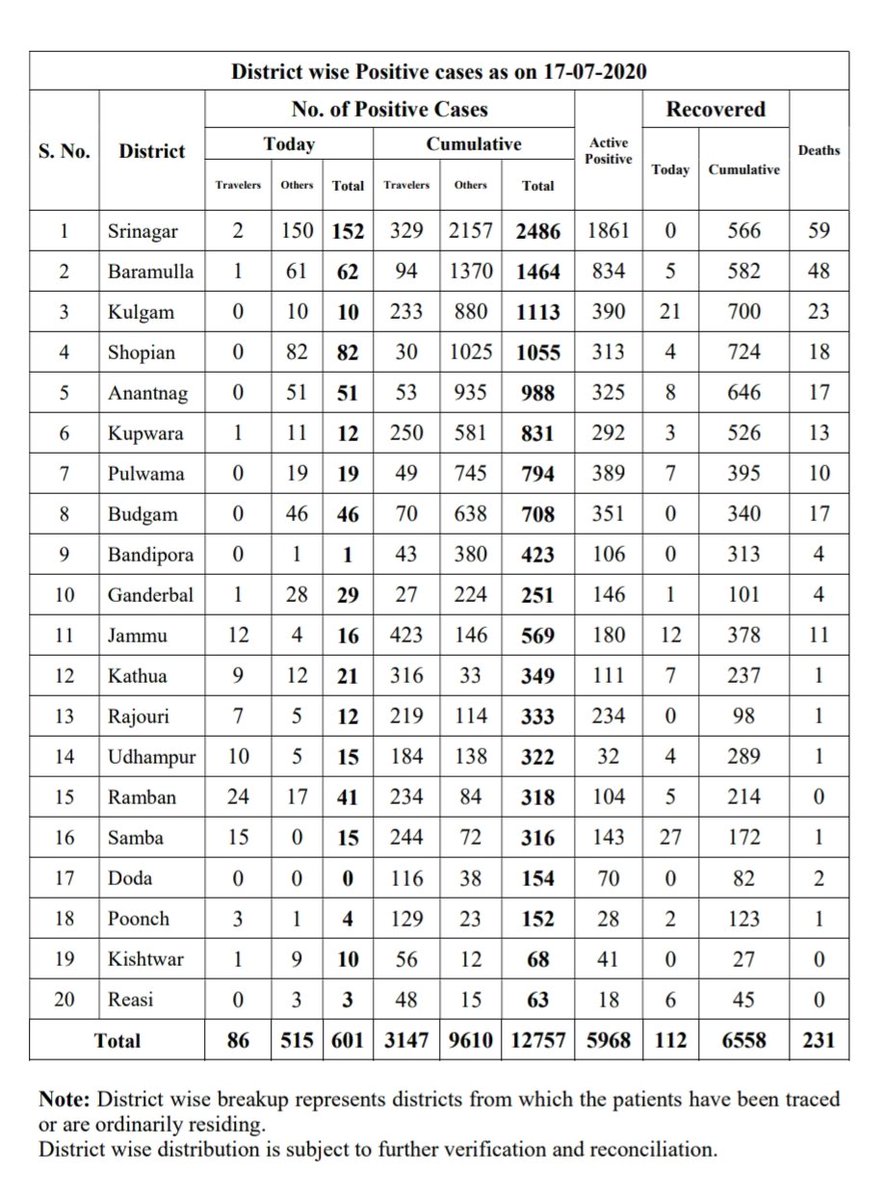 District wise Positive cases as on 17-07-2020
S. No. District No. of Positive Cases Active Positive Recovered Deaths
Today Cumulative Today Cumulative
Travelers Others Total Travelers Others Total
1 Srinagar 2 150 152 329 2157 2486 1861 0 566 59
2 Baramulla 1 61 62 94 1370 1464 834 5 582 48
3 Kulgam 0 10 10 233 880 1113 390 21 700 23
4 Shopian 0 82 82 30 1025 1055 313 4 724 18
5 Anantnag 0 51 51 53 935 988 325 8 646 17
6 Kupwara 1 11 12 250 581 831 292 3 526 13
7 Pulwama 0 19 19 49 745 794 389 7 395 10
8 Budgam 0 46 46 70 638 708 351 0 340 17
9 Bandipora 0 1 1 43 380 423 106 0 313 4
10 Ganderbal 1 28 29 27 224 251 146 1 101 4
11 Jammu 12 4 16 423 146 569 180 12 378 11
12 Kathua 9 12 21 316 33 349 111 7 237 1
13 Rajouri 7 5 12 219 114 333 234 0 98 1
14 Udhampur 10 5 15 184 138 322 32 4 289 1
15 Ramban 24 17 41 234 84 318 104 5 214 0
16 Samba 15 0 15 244 72 316 143 27 172 1
17 Doda 0 0 0 116 38 154 70 0 82 2
18 Poonch 3 1 4 129 23 152 28 2 123 1
19 Kishtwar 1 9 10 56 12 68 41 0 27 0
20 Reasi 0 3 3 48 15 63 18 6 45 0
Total 86 515 601 3147 9610 12757 5968 112 6558 231
Note: District wise breakup represents districts from which the patients have been traced
or are ordinarily residing.
District wise distribution is subject to further verification and reconciliation.